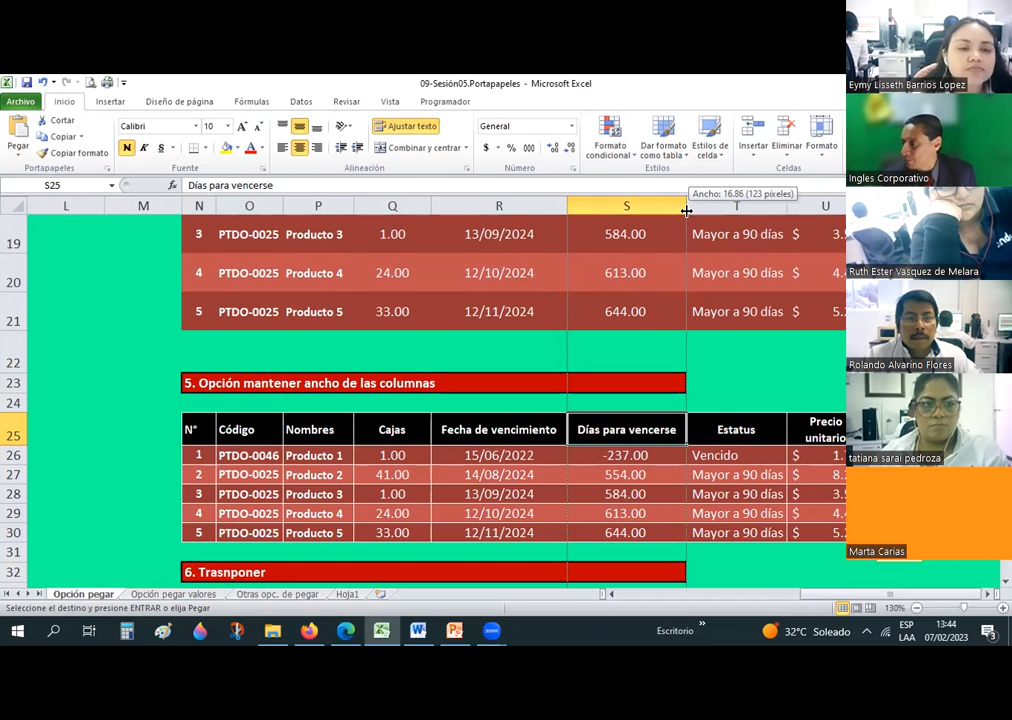 09-Sesión05.Portapapeles - Microsoft Excel
Archivo Inicio Insertar Diseño de página Fórmulas Datos Revisar Vista Programador
Cortar
Copiar
Copiar formato
Pegar
Portapapeles
Calibri 10
N K S
Fuente
Ajustar texto
Combinar y centrar
Alineación
General
$ % 000
Número
Formato condicional
Dar formato como tabla
Estilos de celda
Estilos
Insertar Eliminar Formato
Celdas
S25 fx Días para vencerse
Ancho: 16.86 (123 píxeles)
L M N O P Q R S T U
19 3 PTDO-0025 Producto 3 1.00 13/09/2024 584.00 Mayor a 90 días $
20 4 PTDO-0025 Producto 4 24.00 12/10/2024 613.00 Mayor a 90 días $
21 5 PTDO-0025 Producto 5 33.00 12/11/2024 644.00 Mayor a 90 días $
22
23 5. Opción mantener ancho de las columnas
24
25 N° Código Nombres Cajas Fecha de vencimiento Días para vencerse Estatus Precio unitario
26 1 PTDO-0046 Producto 1 1.00 15/06/2022 -237.00 Vencido $
27 2 PTDO-0025 Producto 2 41.00 14/08/2024 554.00 Mayor a 90 días $
28 3 PTDO-0025 Producto 3 1.00 13/09/2024 584.00 Mayor a 90 días $
29 4 PTDO-0025 Producto 4 24.00 12/10/2024 613.00 Mayor a 90 días $
30 5 PTDO-0025 Producto 5 33.00 12/11/2024 644.00 Mayor a 90 días $
31
32 6. Trasnponer
Opción pegar Opción pegar valores Otras opc. de pegar Hoja1
Seleccione el destino y presione ENTRAR o elija Pegar
130%
Escritorio
32°C Soleado
ESP
LAA
13:44
07/02/2023
3
Eymy Lisseth Barrios Lopez
Ingles Corporativo
Ruth Ester Vasquez de Melara
Rolando Alvarino Flores
tatiana sarai pedroza
Marta Carias